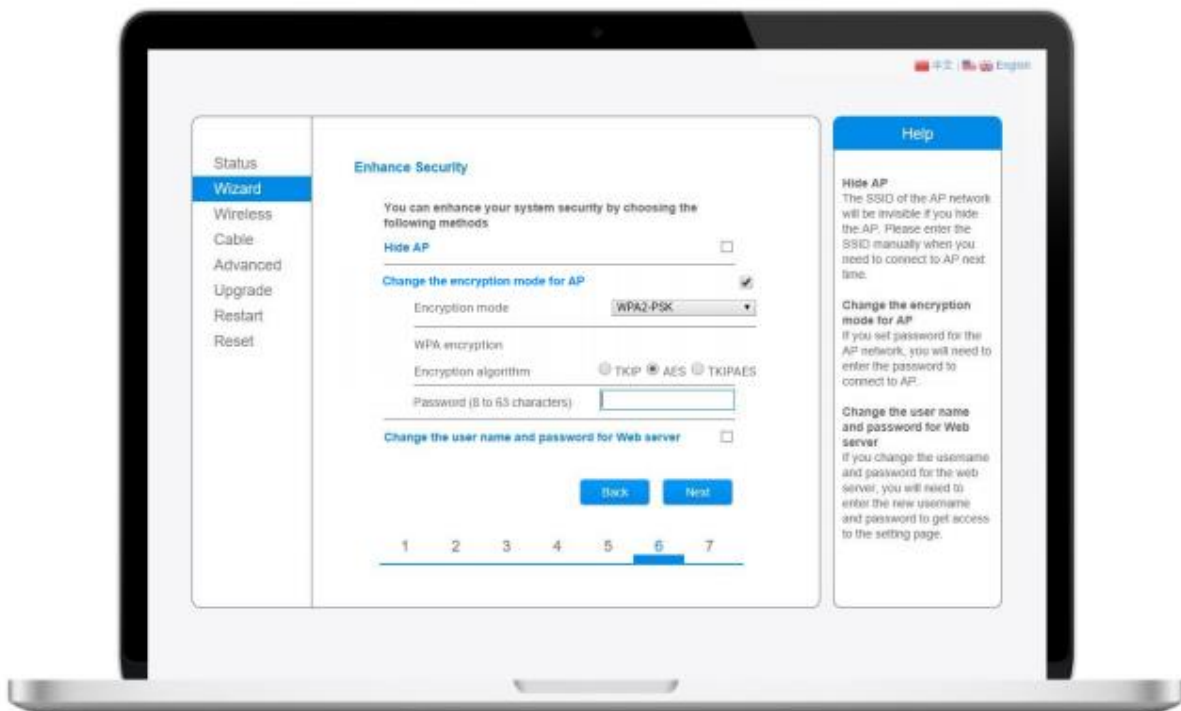 中文 | English
Status
Wizard
Wireless
Cable
Advanced
Upgrade
Restart
Reset
Enhance Security
You can enhance your system security by choosing the
following methods
Hide AP
Change the encryption mode for AP
Encryption mode WPA2-PSK
WPA encryption
Encryption algorithm TKIP AES TKIPAES
Password (8 to 63 characters)
Change the user name and password for Web server
Back Next
1 2 3 4 5 6 7
Help
Hide AP
The SSID of the AP network
will be invisible if you hide
the AP. Please enter the
SSID manually when you
need to connect to AP next
time.
Change the encryption
mode for AP
If you set password for the
AP network, you will need to
enter the password to
connect to AP.
Change the user name
and password for Web
server
If you change the username
and password for the web
server, you will need to
enter the new username
and password to get access
to the setting page.